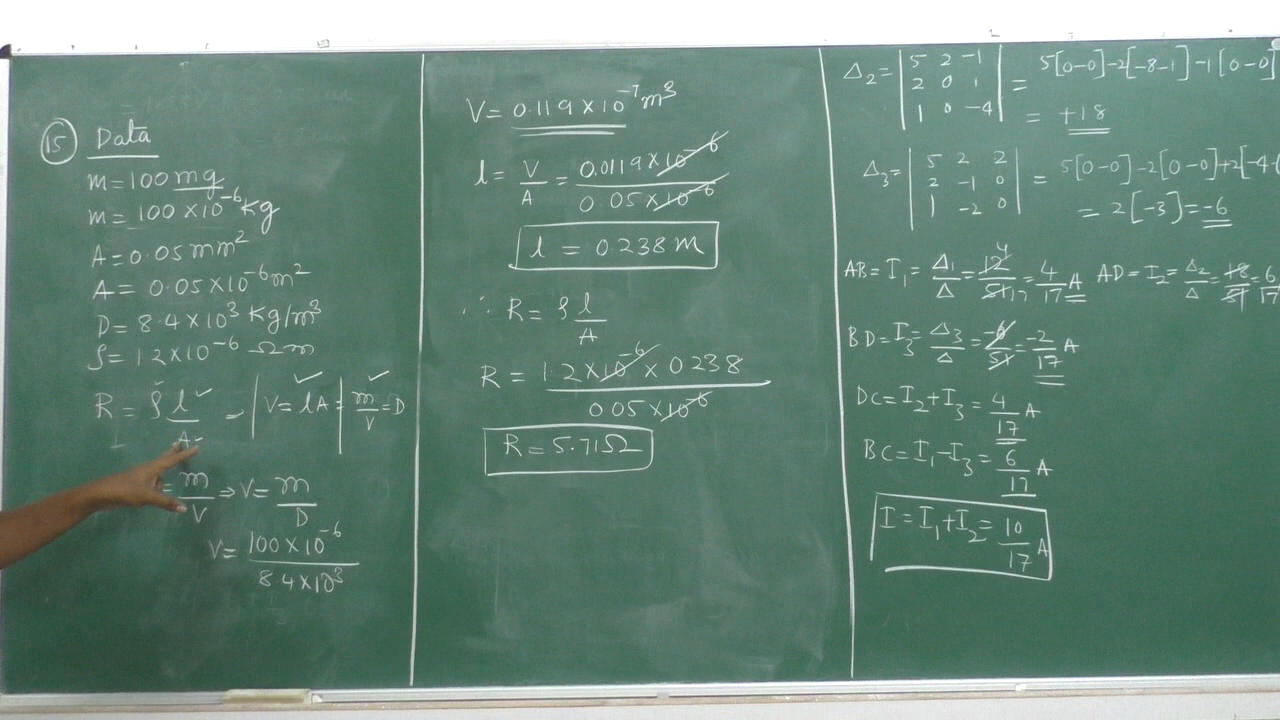 15 Data
m = 100 mg
m = 100 × 10⁻⁶ Kg
A = 0.05 mm²
A = 0.05 × 10⁻⁶ m²
D = 8.4 × 10³ Kg/m³
ρ = 1.2 × 10⁻⁶ Ωm
R = ρ l / A – | V = lA = | m/V = D
= m/V ⇒ V = m/D
V = 100 × 10⁻⁶ / 8.4 × 10³
V = 0.119 × 10⁻⁷ m³
l = V/A = 0.0119 × 10⁻⁶ / 0.05 × 10⁻⁶
l = 0.238 m
∴ R = ρ l / A
R = 1.2 × 10⁻⁶ × 0.238 / 0.05 × 10⁻⁶
R = 5.71 Ω
Δ₂ = | 5 2 -1 | = 5[0-0] -2[-8-1] -1[0-0]
| 2 0 1 |
| 1 0 -4 | = +18
Δ₃ = | 5 2 2 | = 5[0-0] -2[0-0] +2[-4
| 2 -1 0 |
| 1 -2 0 | = 2[-3] = -6
AB = I₁ = Δ₁/Δ = 12/51 = 4/17 A AD = I₂ = Δ₂/Δ = 18/51 = 6/17
BD = I₃ = Δ₃/Δ = -6/51 = -2/17 A
DC = I₂ + I₃ = 4/17 A
BC = I₁ - I₃ = 6/17 A
I = I₁ + I₂ = 10/17 A